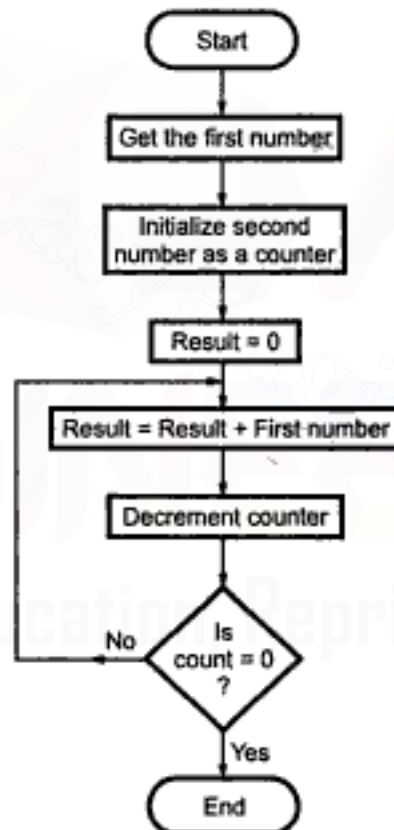 Start
Get the first number
Initialize second
number as a counter
Result = 0
Result = Result + First number
Decrement counter
Is
count = 0
?
No
Yes
End